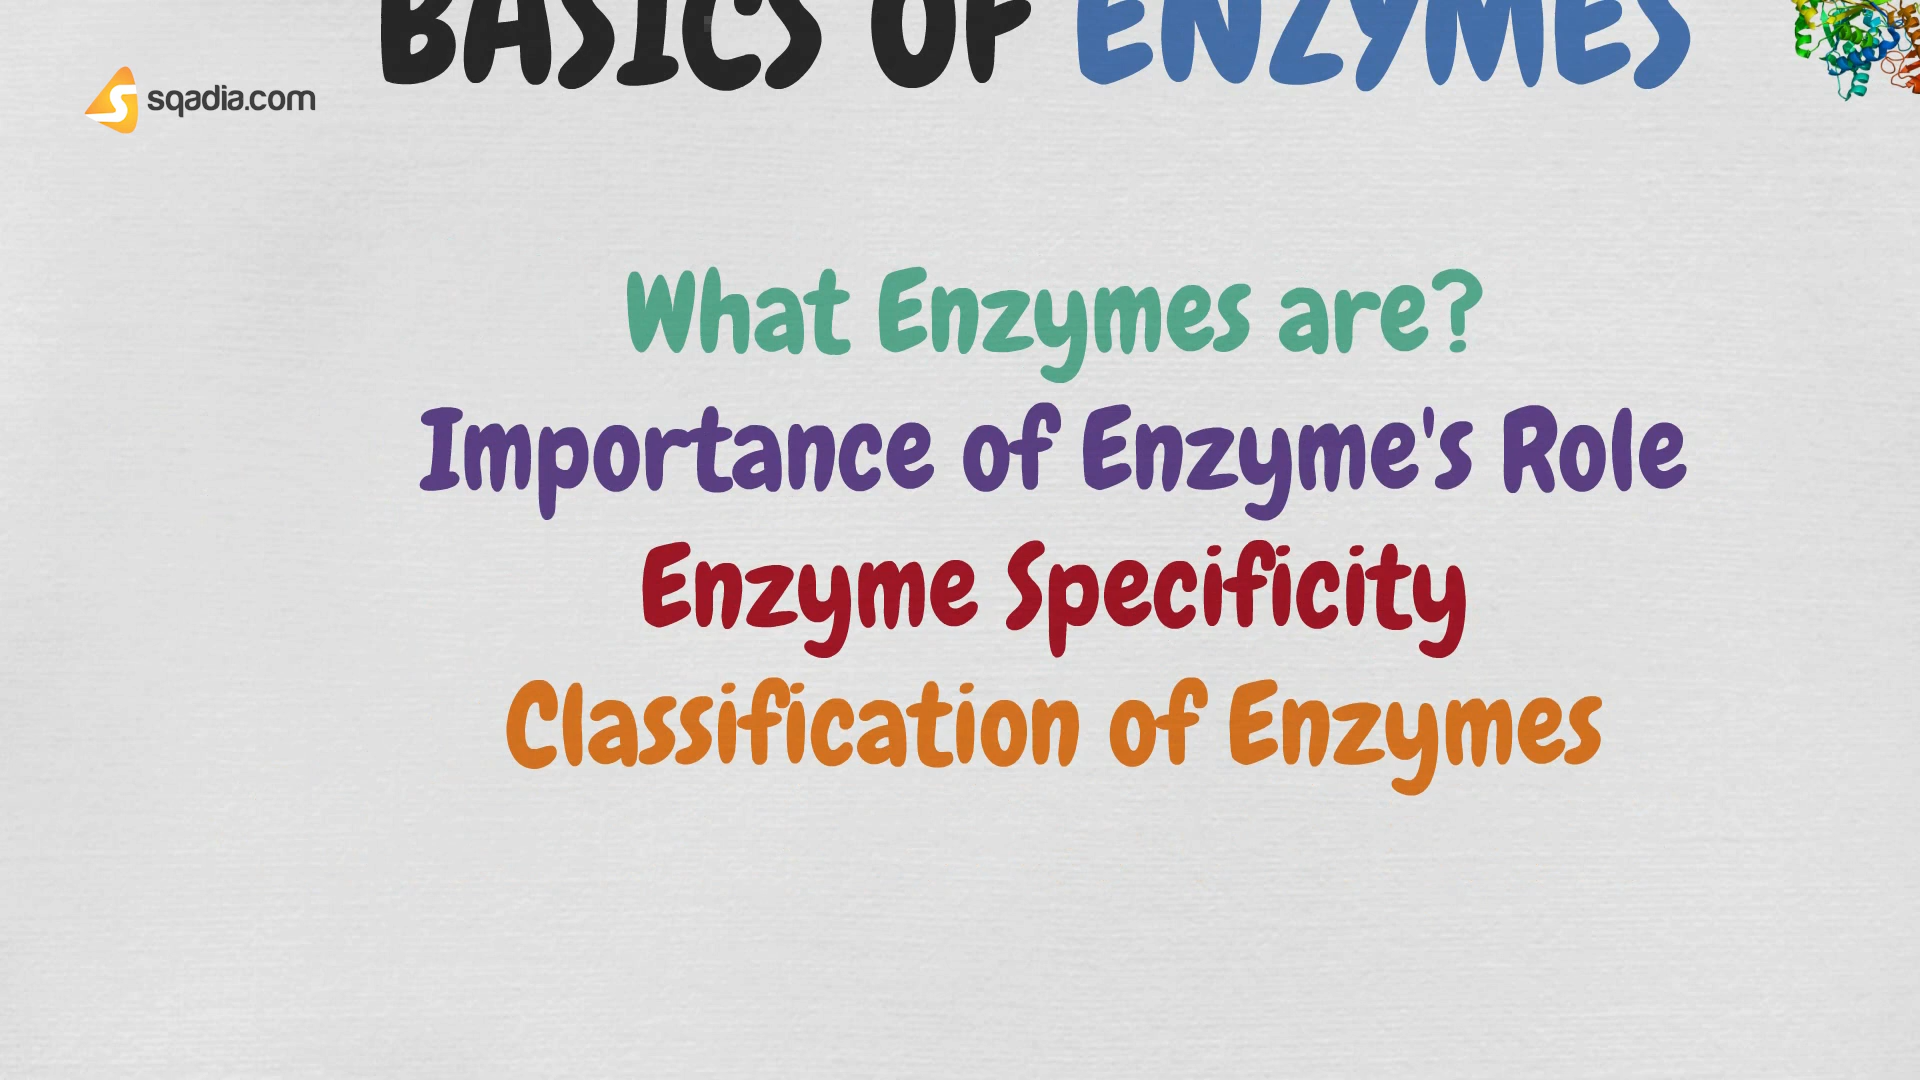 BASICS OF ENZYMES
sqadia.com
What Enzymes are?
Importance of Enzyme's Role
Enzyme Specificity
Classification of Enzymes